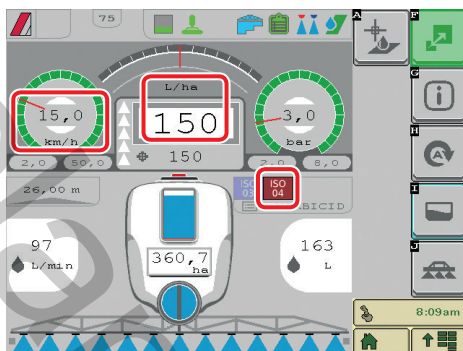 75
A
F
L/ha
G
15,0
150
3,0
km/h
bar
H
2,0 50,0
150
2,0 8,0
26,00 m
ISO
03
ISO
04
I
ABICID
97
L/min
360,7
ha
163
L
J
8:09am